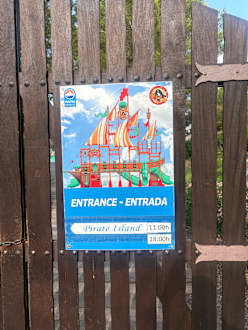 ENTRANCE - ENTRADA
Pirate Island 11:00h
18:00h